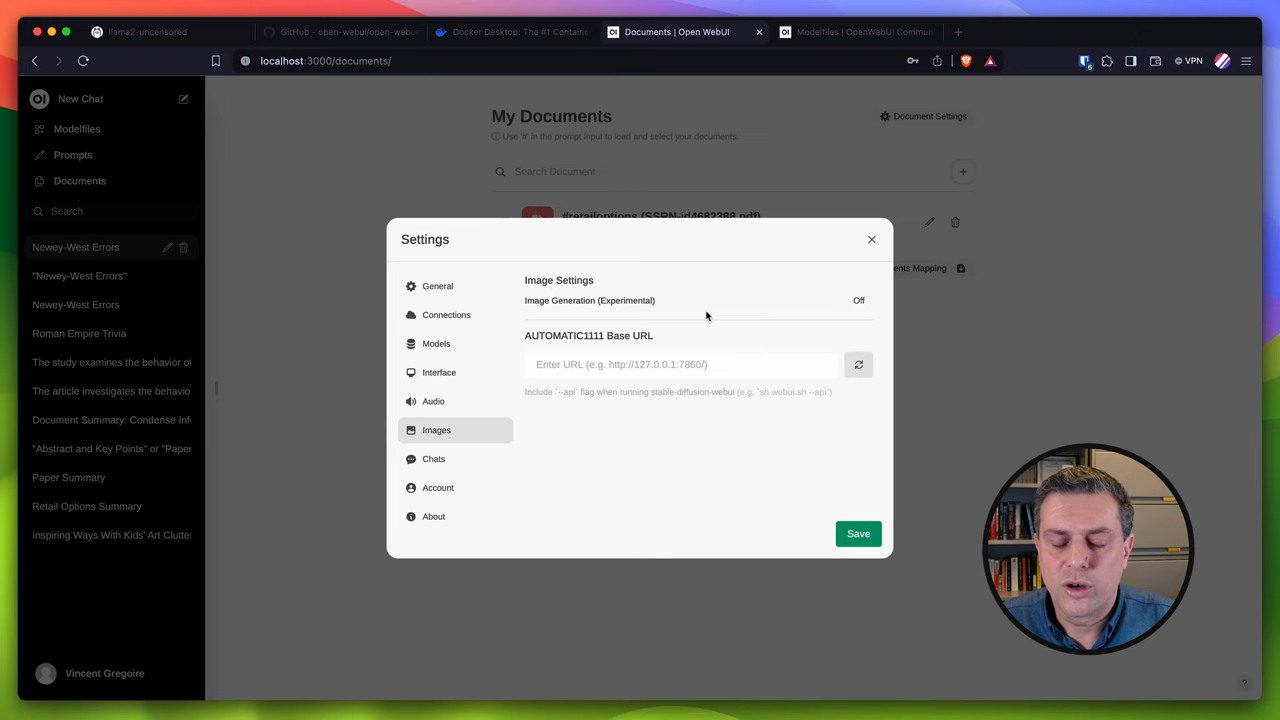 llama2-uncensored
GitHub - open-webui/open-webu
Docker Desktop: The #1 Contain
OI Documents | Open WebUI
OI Modelfiles | OpenWebUI Commun
localhost:3000/documents/
6
VPN
OI New Chat
Modelfiles
Prompts
Documents
Search
Newey-West Errors
"Newey-West Errors"
Newey-West Errors
Roman Empire Trivia
The study examines the behavior of
The article investigates the behavio
Document Summary: Condense Inf
"Abstract and Key Points" or "Paper
Paper Summary
Retail Options Summary
Inspiring Ways With Kids' Art Clutter
Vincent Gregoire
My Documents
Document Settings
Use '#' in the prompt input to load and select your documents.
Search Document
#retailoptions (SSRN-id4682388.pdf)
ents Mapping
Settings
General
Connections
Models
Interface
Audio
Images
Chats
Account
About
Image Settings
Image Generation (Experimental)
Off
AUTOMATIC1111 Base URL
Enter URL (e.g. http://127.0.0.1:7860/)
Include `--api` flag when running stable-diffusion-webui (e.g. `sh webui.sh --api`)
Save
?